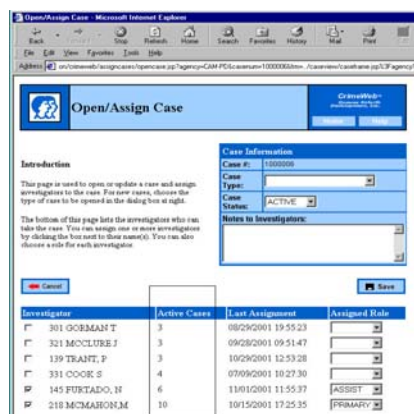 Open/Assign Case - Microsoft Internet Explorer
Back
Stop
Refresh
Home
Search
Favorites
History
Mail
Print
File Edit View Favorites Tools Help
Address
Open/Assign Case
CrimeWeb
Home
Help
Introduction
This page is used to open or update a case and assign
investigators to the case. For new cases, choose the
type of case to be opened in the dialog box at right.
The bottom of this page lists the investigators who can
take the case. You can assign one or more investigators
by clicking the box next to their name(s). You can also
choose a role for each investigator.
Case Information
Case #: 1000006
Case
Type:
Case
Status: ACTIVE
Notes to Investigators:
Cancel
Save
Investigator Active Cases Last Assignment Assigned Role
301 GORMAN T 3 08/29/2001 19:55:23
321 MCCLURE J 3 09/28/2001 09:51:47
139 TRANT, P 3 10/29/2001 12:53:28
331 COOK S 4 07/09/2001 10:27:30
145 FURTADO, N 6 11/01/2001 11:55:37 ASSIST
218 MCMAHON,M 10 10/15/2001 17:25:35 PRIMARY